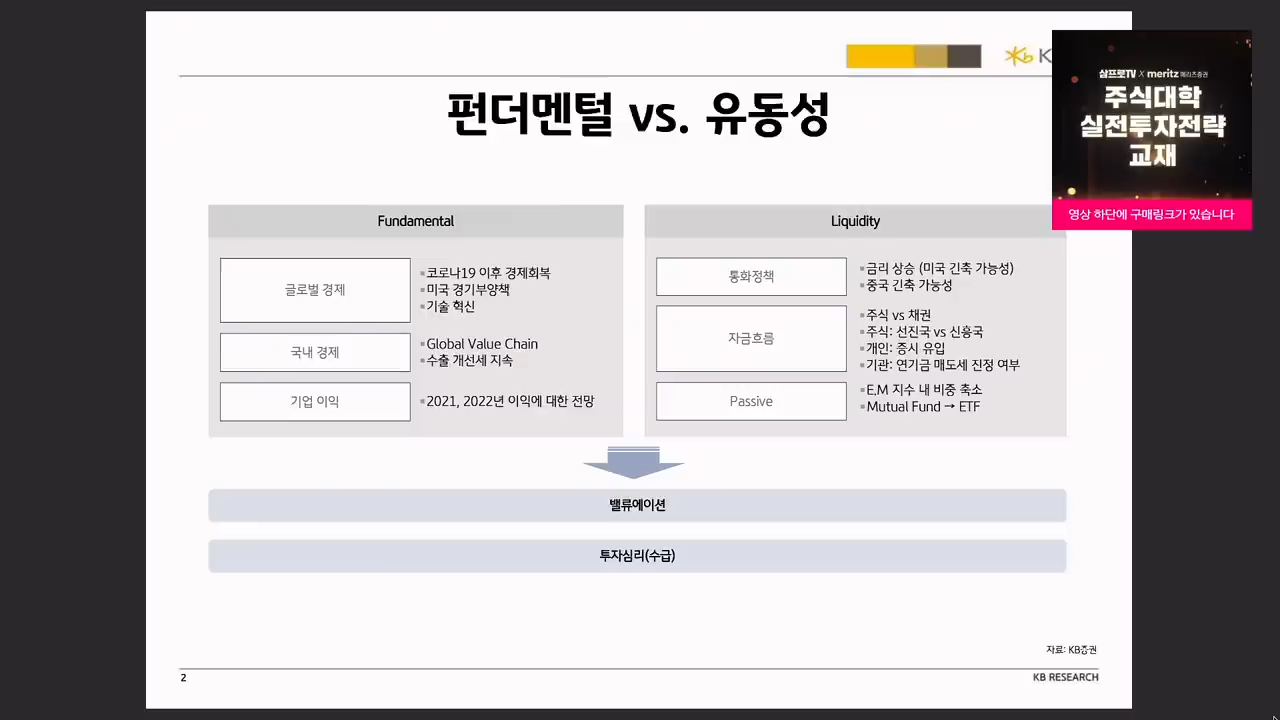 Kb K
삼프로TV X meritz 메리츠증권
주식대학
실전투자전략
교재
영상 하단에 구매링크가 있습니다
펀더멘털 vs. 유동성
Fundamental
글로벌 경제
▪코로나19 이후 경제회복
▪미국 경기부양책
▪기술 혁신
국내 경제
▪Global Value Chain
▪수출 개선세 지속
기업 이익
▪2021, 2022년 이익에 대한 전망
Liquidity
통화정책
▪금리 상승 (미국 긴축 가능성)
▪중국 긴축 가능성
자금흐름
▪주식 vs 채권
▪주식: 선진국 vs 신흥국
▪개인: 증시 유입
▪기관: 연기금 매도세 진정 여부
Passive
▪E.M 지수 내 비중 축소
▪Mutual Fund → ETF
밸류에이션
투자심리(수급)
자료: KB증권
2
KB RESEARCH